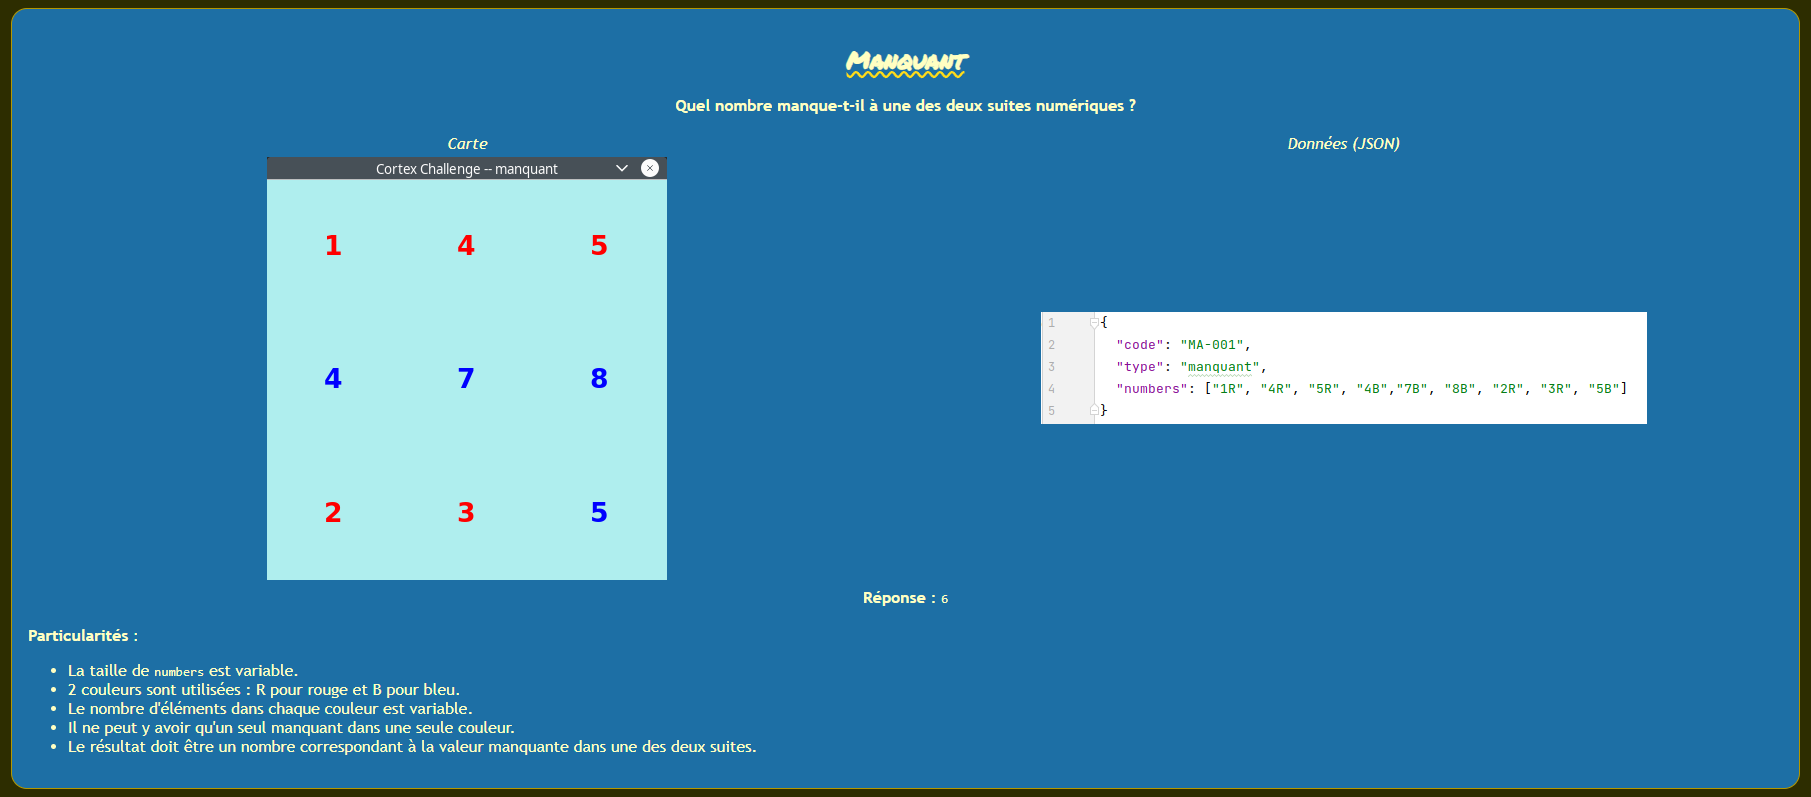 Manquant
Quel nombre manque-t-il à une des deux suites numériques ?
Carte
Données (JSON)
Cortex Challenge -- manquant
1 4 5
4 7 8
2 3 5
1 {
2 "code": "MA-001",
3 "type": "manquant",
4 "numbers": ["1R", "4R", "5R", "4B","7B", "8B", "2R", "3R", "5B"]
5 }
Réponse : 6
Particularités :
• La taille de numbers est variable.
• 2 couleurs sont utilisées : R pour rouge et B pour bleu.
• Le nombre d'éléments dans chaque couleur est variable.
• Il ne peut y avoir qu'un seul manquant dans une seule couleur.
• Le résultat doit être un nombre correspondant à la valeur manquante dans une des deux suites.